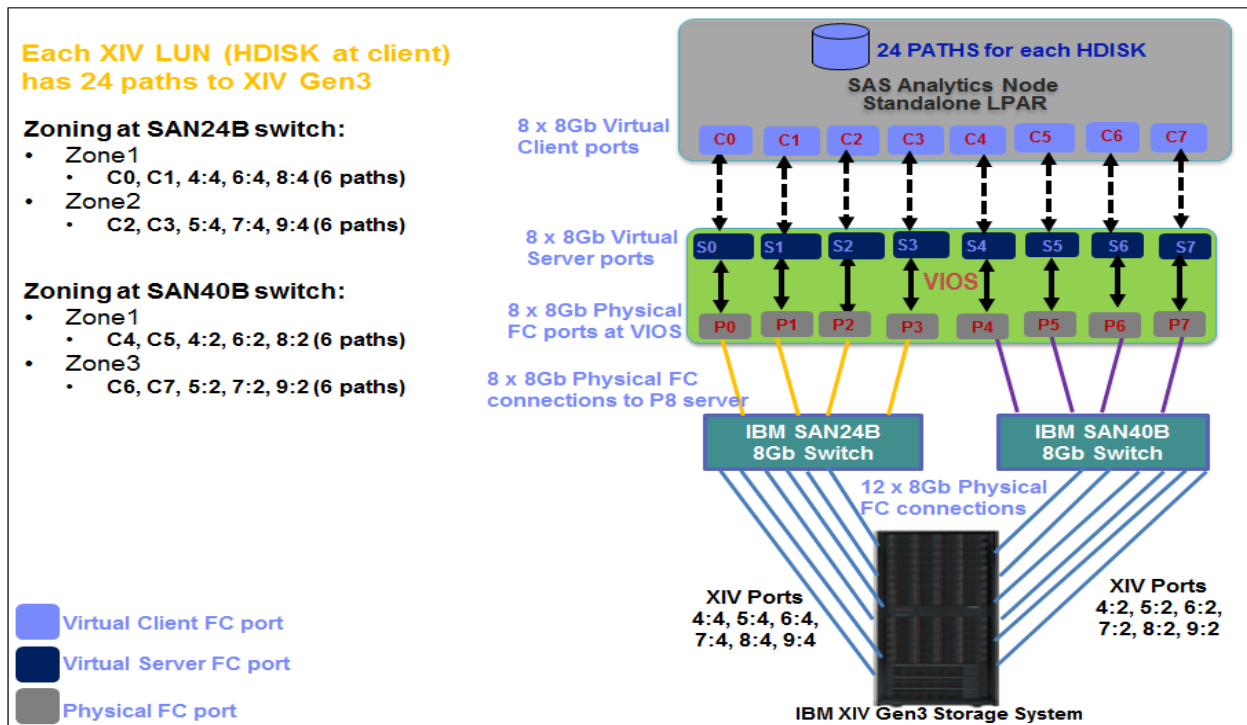 Each XIV LUN (HDISK at client)
has 24 paths to XIV Gen3
Zoning at SAN24B switch:
• Zone1
• C0, C1, 4:4, 6:4, 8:4 (6 paths)
• Zone2
• C2, C3, 5:4, 7:4, 9:4 (6 paths)
Zoning at SAN40B switch:
• Zone1
• C4, C5, 4:2, 6:2, 8:2 (6 paths)
• Zone3
• C6, C7, 5:2, 7:2, 9:2 (6 paths)
Virtual Client FC port
Virtual Server FC port
Physical FC port
24 PATHS for each HDISK
SAS Analytics Node
Standalone LPAR
8 x 8Gb Virtual
Client ports
C0 C1 C2 C3 C4 C5 C6 C7
8 x 8Gb Virtual
Server ports
S0 S1 S2 S3 S4 S5 S6 S7
VIOS
8 x 8Gb Physical
FC ports at VIOS
P0 P1 P2 P3 P4 P5 P6 P7
8 x 8Gb Physical FC
connections to P8 server
IBM SAN24B
8Gb Switch
IBM SAN40B
8Gb Switch
12 x 8Gb Physical
FC connections
XIV Ports
4:4, 5:4, 6:4,
7:4, 8:4, 9:4
XIV Ports
4:2, 5:2, 6:2,
7:2, 8:2, 9:2
IBM XIV Gen3 Storage System